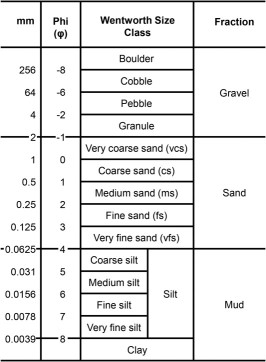 mm Phi (φ) Wentworth Size Class Fraction
Boulder
256 -8
Cobble
64 -6
Pebble
4 -2
Granule
Gravel
2 -1
Very coarse sand (vcs)
1 0
Coarse sand (cs)
0.5 1
Medium sand (ms)
0.25 2
Fine sand (fs)
0.125 3
Very fine sand (vfs)
Sand
0.0625 4
Coarse silt
0.031 5
Medium silt
0.0156 6
Fine silt
0.0078 7
Very fine silt
Silt
0.0039 8
Clay
Mud